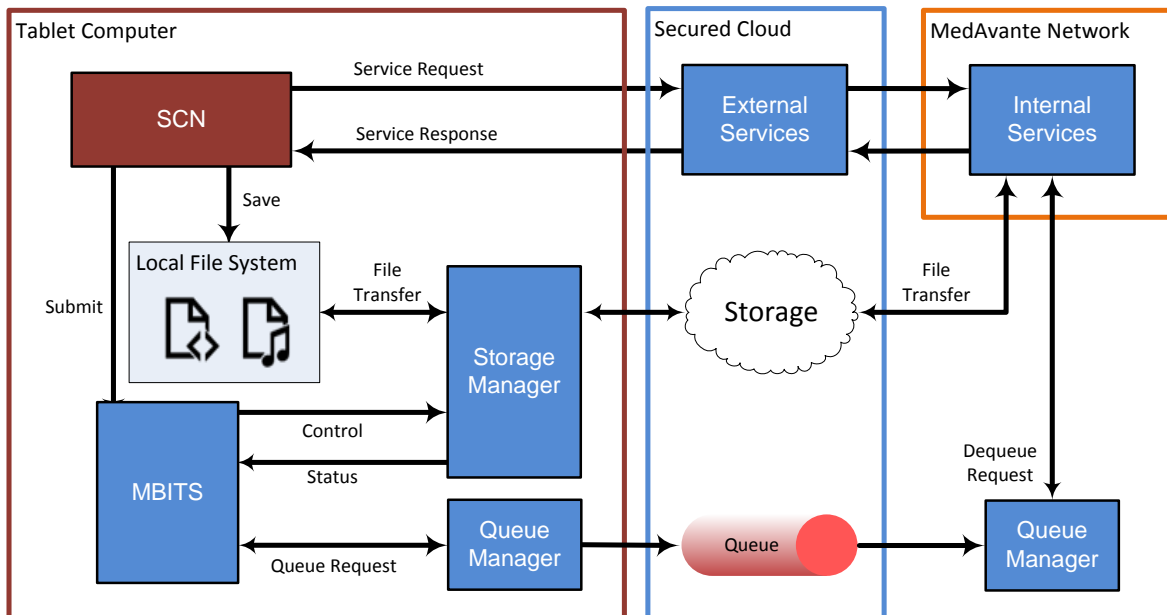 Tablet Computer
Secured Cloud
MedAvante Network
SCN
Service Request
Service Response
External
Services
Internal
Services
Save
Submit
Local File System
File
Transfer
Storage
Manager
Storage
File
Transfer
Control
Status
MBITS
Queue Request
Queue
Manager
Queue
Dequeue
Request
Queue
Manager